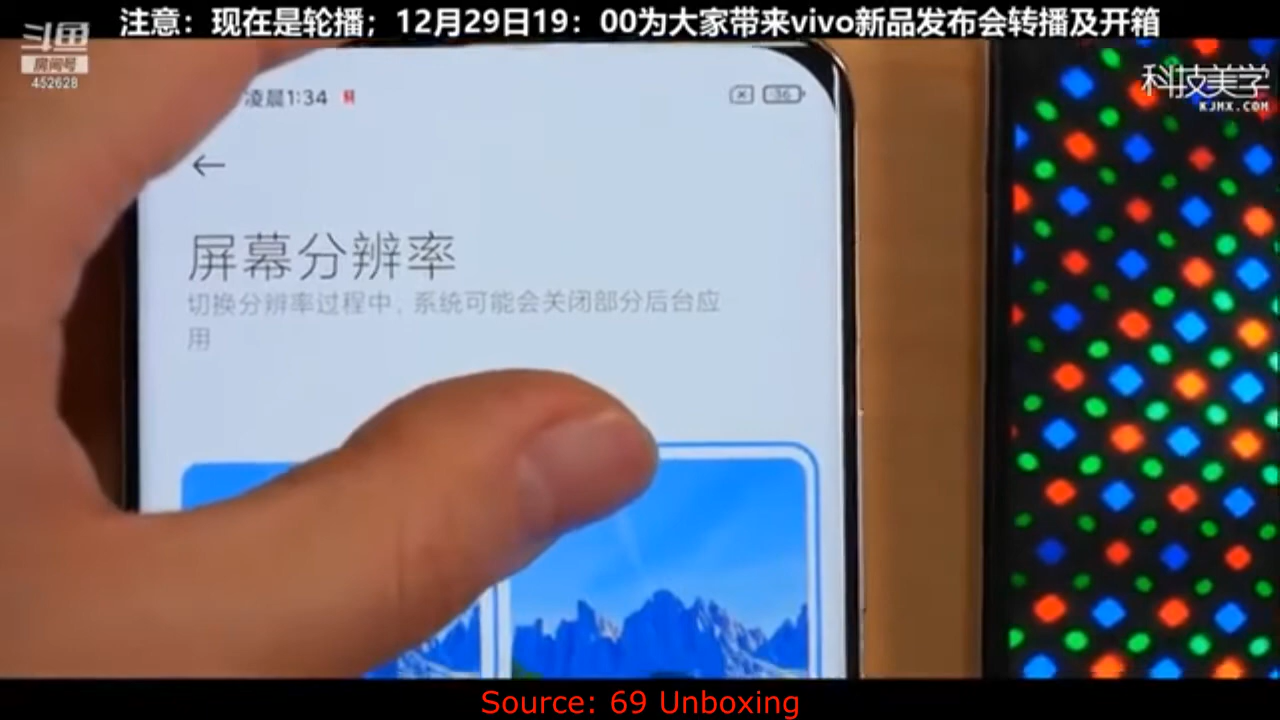 注意：现在是轮播；12月29日19：00为大家带来vivo新品发布会转播及开箱
斗鱼
房间号
452628
科技美学
KJMX.COM
凌晨1:34
36
屏幕分辨率
切换分辨率过程中，系统可能会关闭部分后台应
用
Source: 69 Unboxing